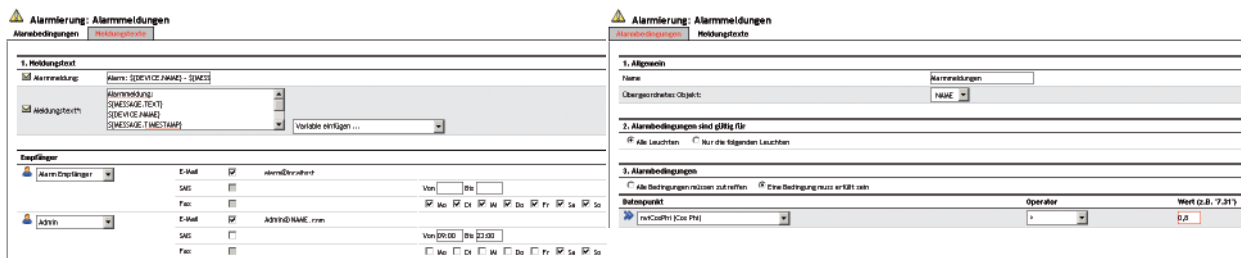 Alarmierung: Alarmmeldungen
Alarmbedingungen Meldungstexte
1. Meldungstext
Alarmmeldung: Alarm: ${DEVICE.NAME} - ${MESS
Meldungstext*:
Alarmmeldung:
${MESSAGE.TEXT}
${DEVICE.NAME}
${MESSAGE.TIMESTAMP}
Variable einfügen ...
Empfänger
Alarm Empfänger E-Mail
SMS Von Bis
Fax Mo Di Mi Do Fr Sa So
Admin E-Mail
SMS Von 09:00 Bis 23:00
Fax Mo Di Mi Do Fr Sa So
Alarmierung: Alarmmeldungen
Alarmbedingungen Meldungstexte
1. Allgemein
Name Alarmmeldungen
Übergeordnetes Objekt: NAME
2. Alarmbedingungen sind gültig für
Alle Leuchten Nur die folgenden Leuchten
3. Alarmbedingungen
Alle Bedingungen müssen zutreffen Eine Bedingung muss erfüllt sein
Datenpunkt Operator Wert (z.B. '7.31')
nviCosPhi (Cos Phi) 0,8